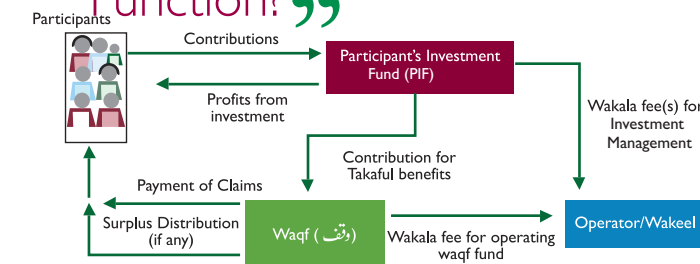 Function?”
Participants
Contributions
Participant's Investment
Fund (PIF)
Profits from
investment
Wakala fee(s) for
Investment
Management
Contribution for
Takaful benefits
Payment of Claims
Surplus Distribution
(if any)
Waqf (وقف)
Wakala fee for operating
waqf fund
Operator/Wakeel